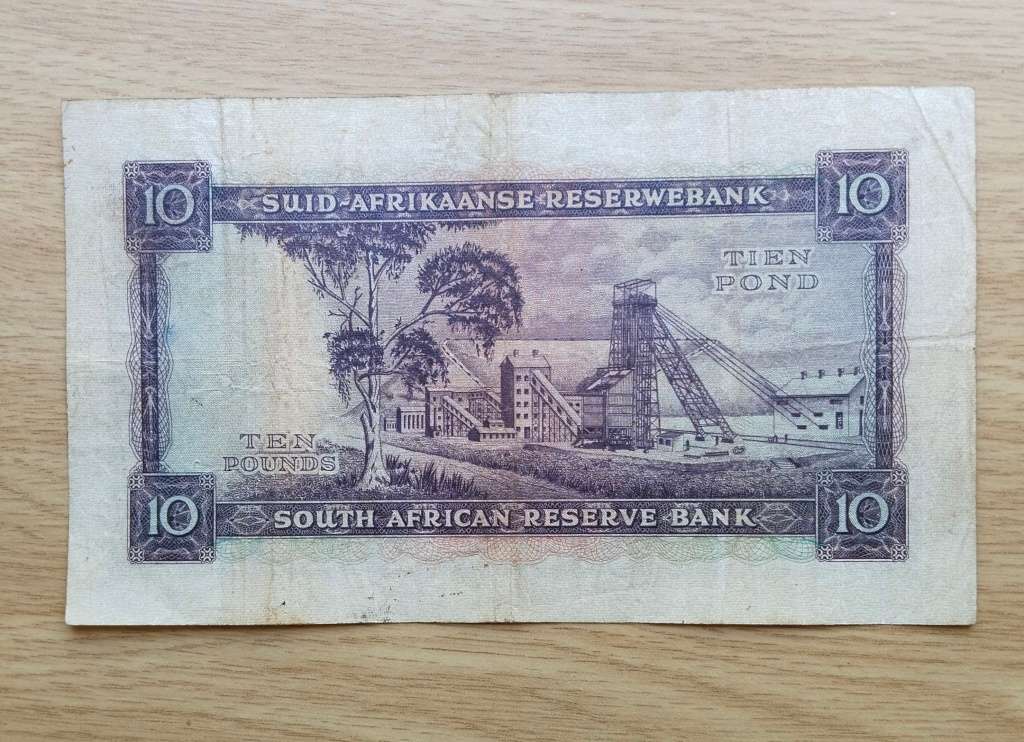 10 SUID-AFRIKAANSE RESERWEBANK 10
TIEN
POND
TEN
POUNDS
10 SOUTH AFRICAN RESERVE BANK 10